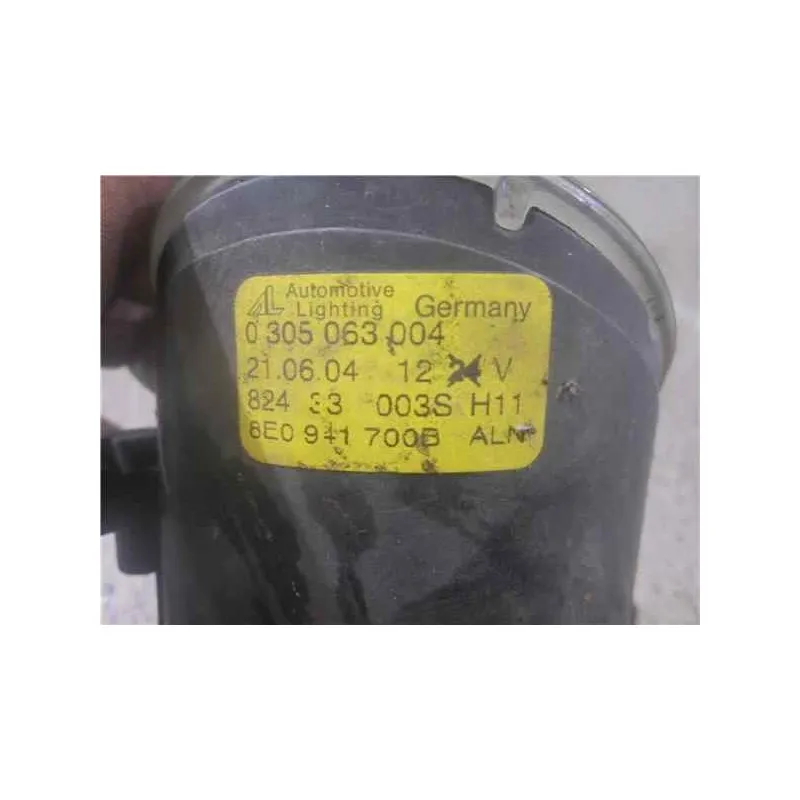 AL Automotive Lighting Germany
0 305 063 004
21.06.04 12 24 V
824 33 003S H11
8E0 941 700B ALN